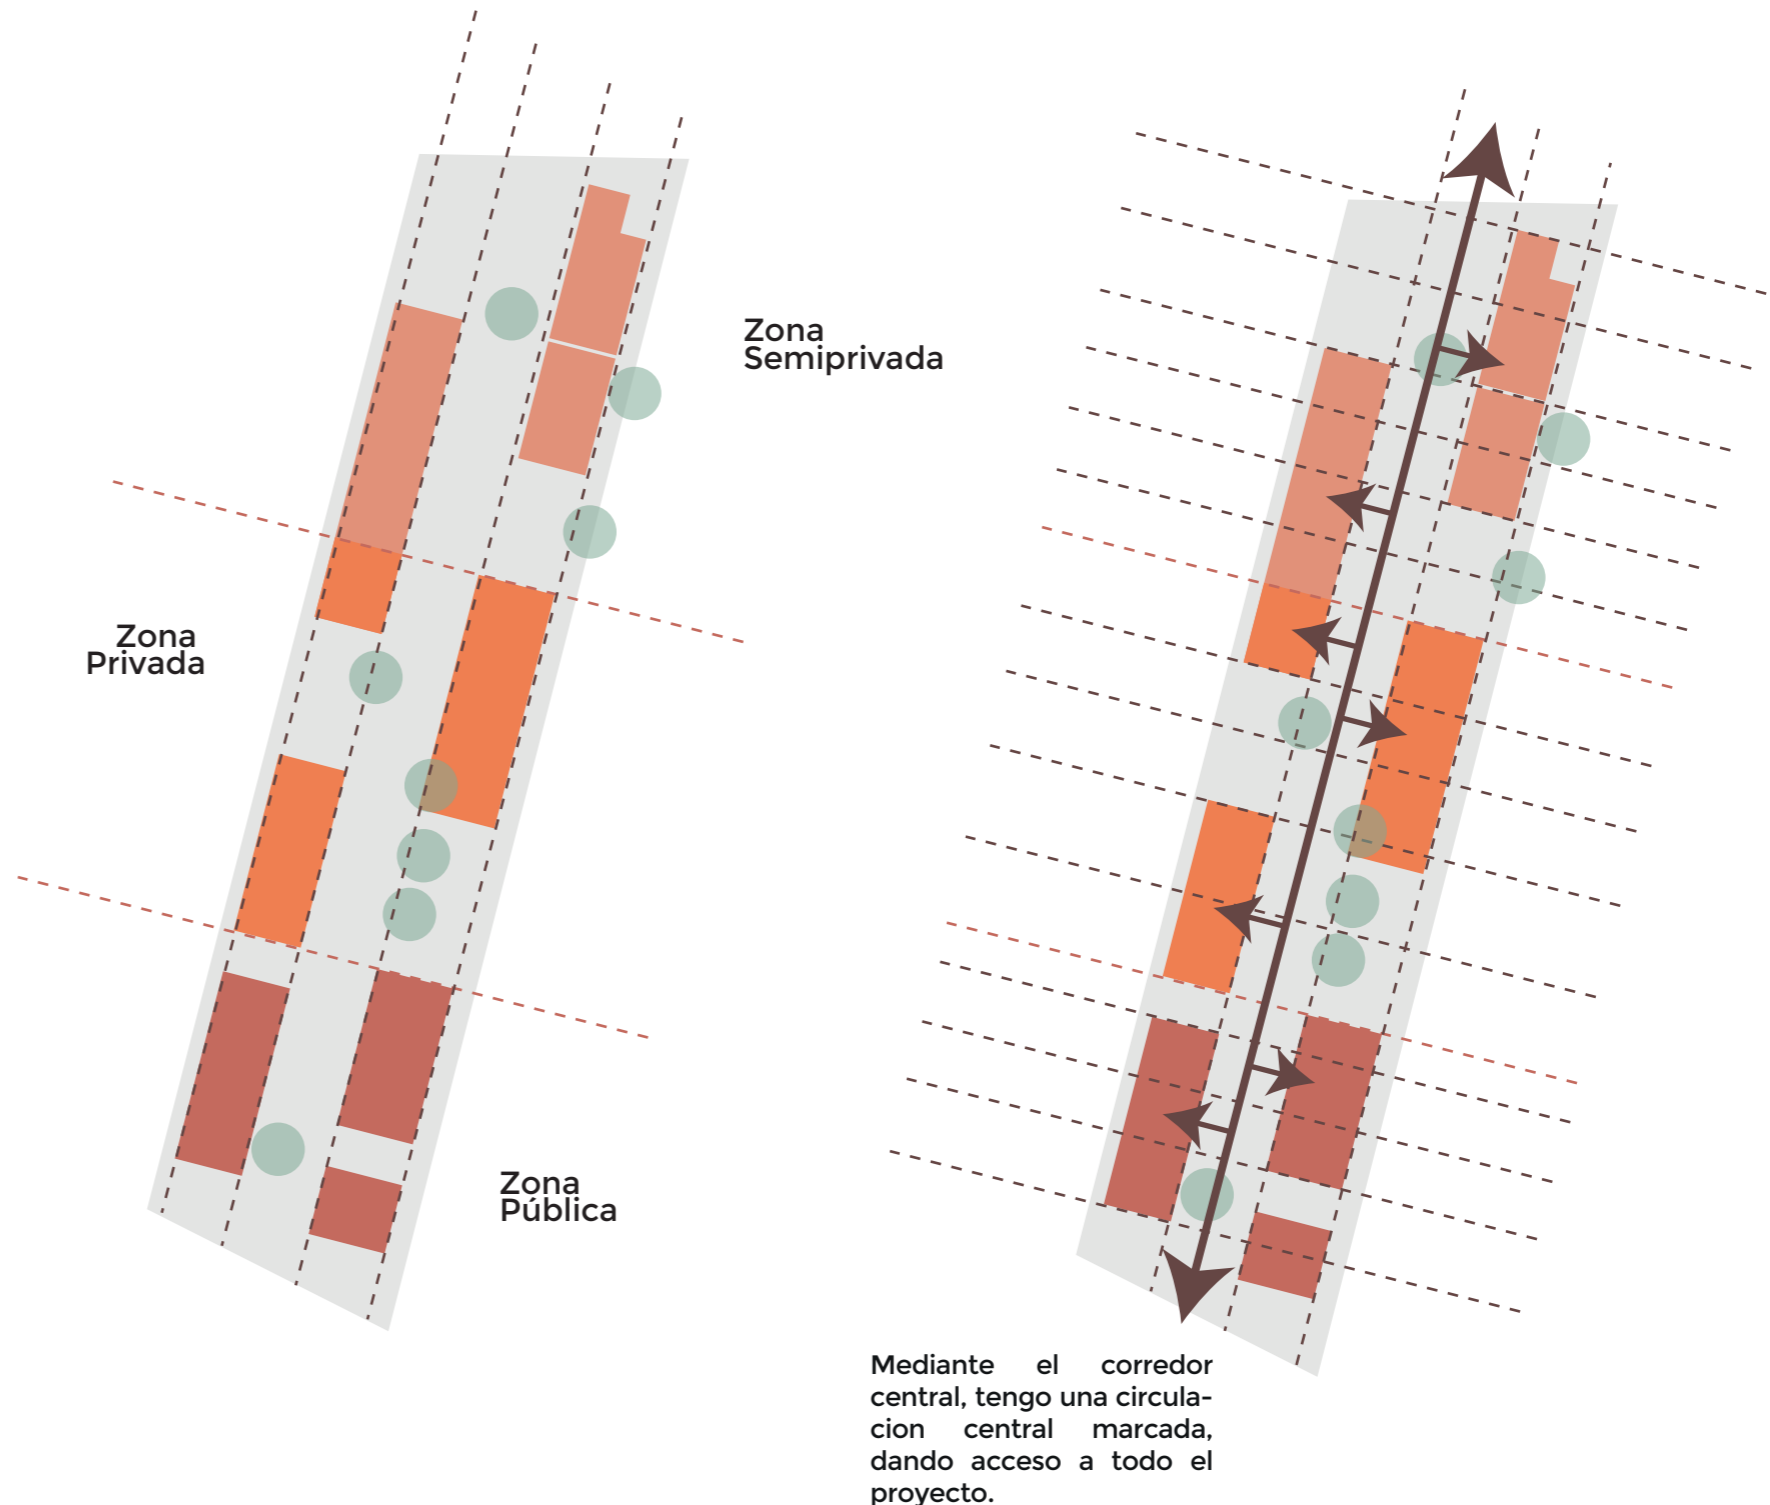 Zona
Semiprivada
Zona
Privada
Zona
Pública
Mediante el corredor
central, tengo una circula-
cion central marcada,
dando acceso a todo el
proyecto.